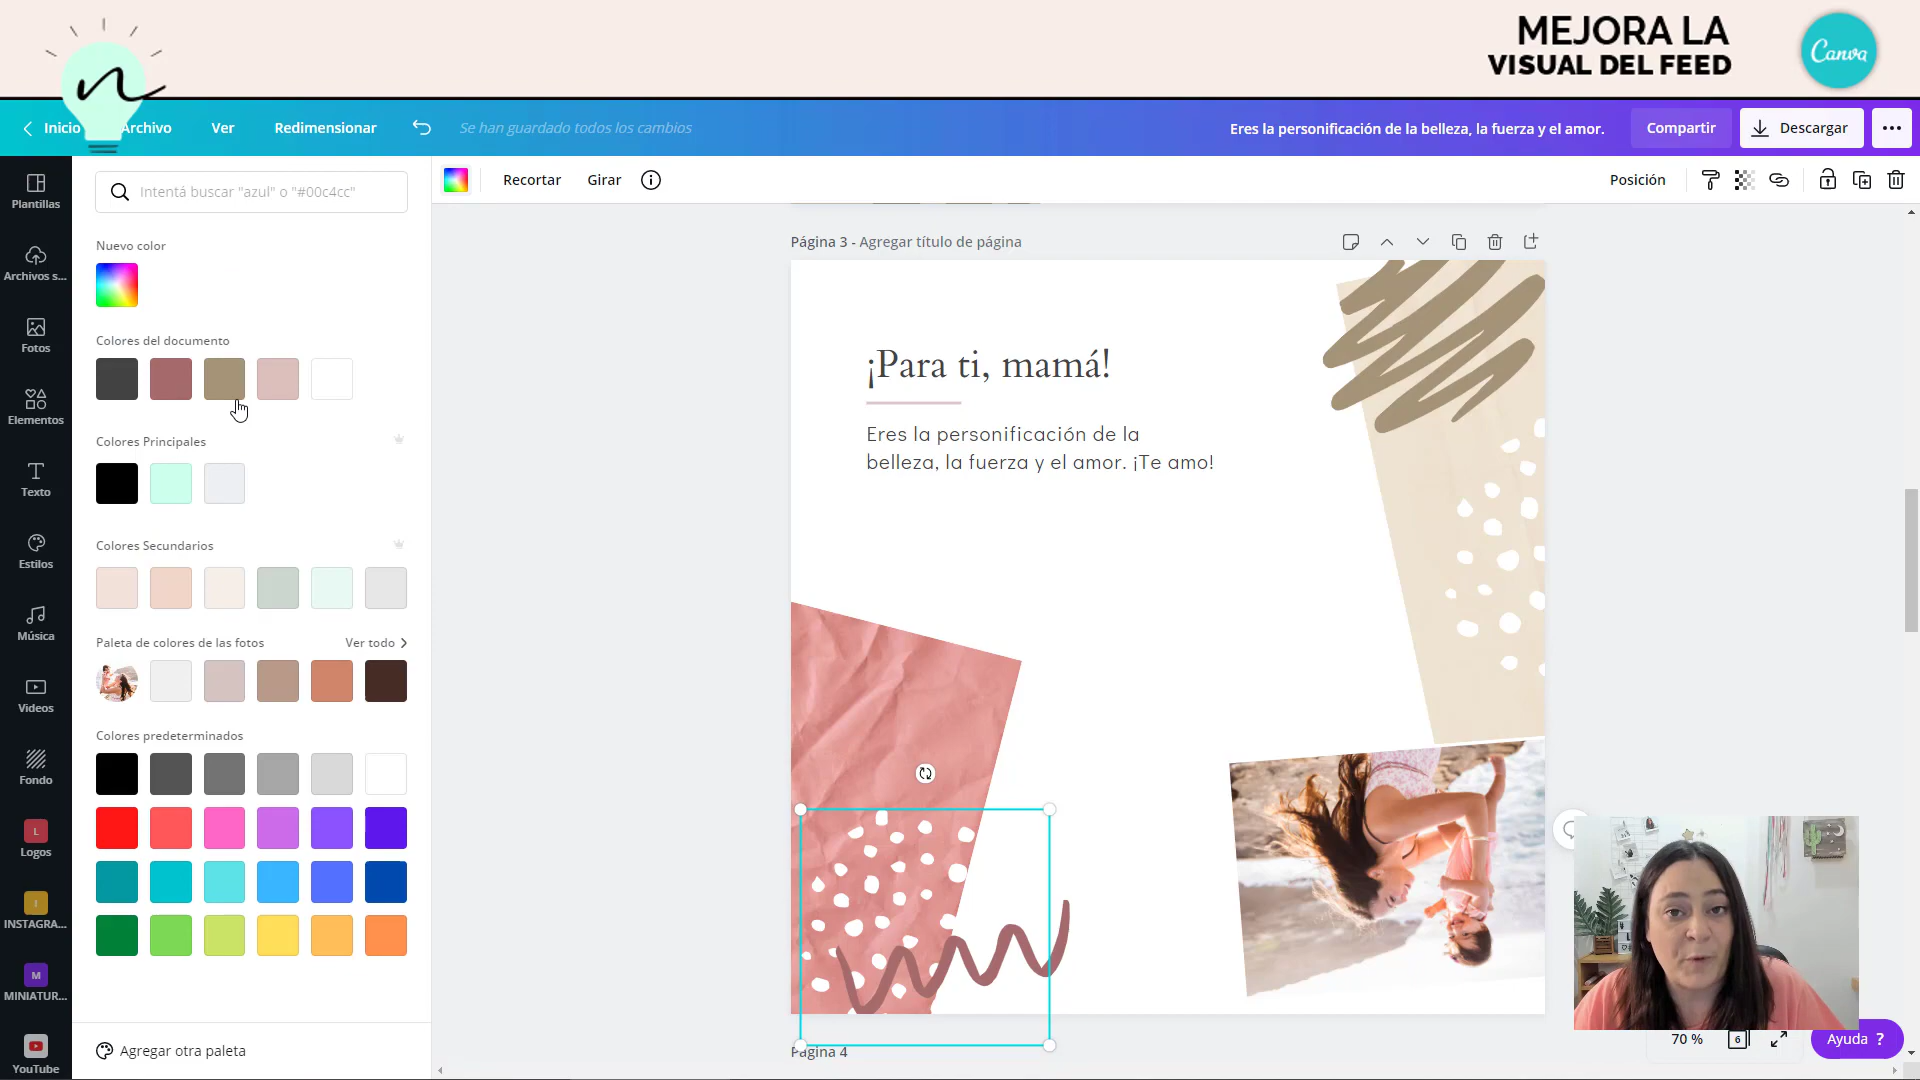 MEJORA LA
VISUAL DEL FEED
Canva
n
Inicio
Archivo
Ver
Redimensionar
Se han guardado todos los cambios
Eres la personificación de la belleza, la fuerza y el amor.
Compartir
Descargar
Plantillas
Archivos s...
Fotos
Elementos
Texto
Estilos
Música
Videos
Fondo
L
Logos
I
INSTAGRA...
M
MINIATUR...
YouTube
Intentá buscar "azul" o "#00c4cc"
Nuevo color
Colores del documento
Colores Principales
Colores Secundarios
Paleta de colores de las fotos
Ver todo
Colores predeterminados
Agregar otra paleta
Recortar
Girar
Posición
Página 3 - Agregar título de página
¡Para ti, mamá!
Eres la personificación de la
belleza, la fuerza y el amor. ¡Te amo!
Página 4
70 %
6
Ayuda ?